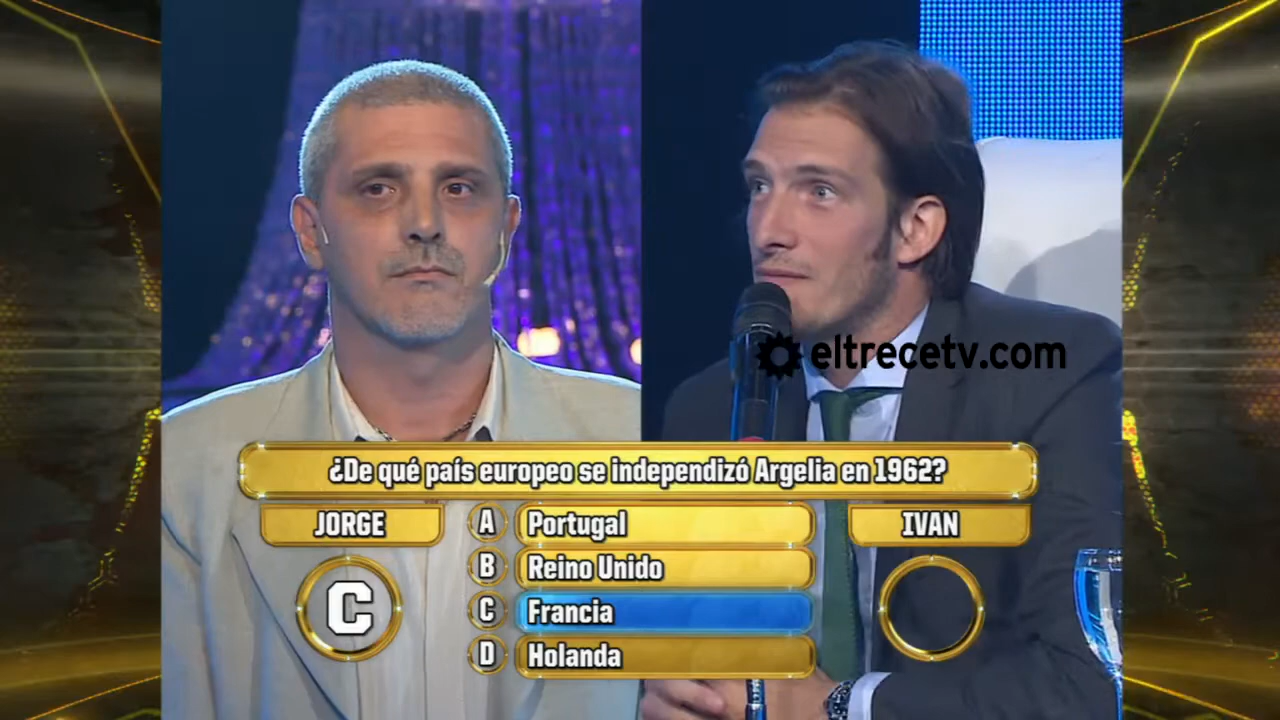 eltrecetv.com
¿De qué país europeo se independizó Argelia en 1962?
JORGE
A Portugal
IVAN
B Reino Unido
C
C Francia
D Holanda